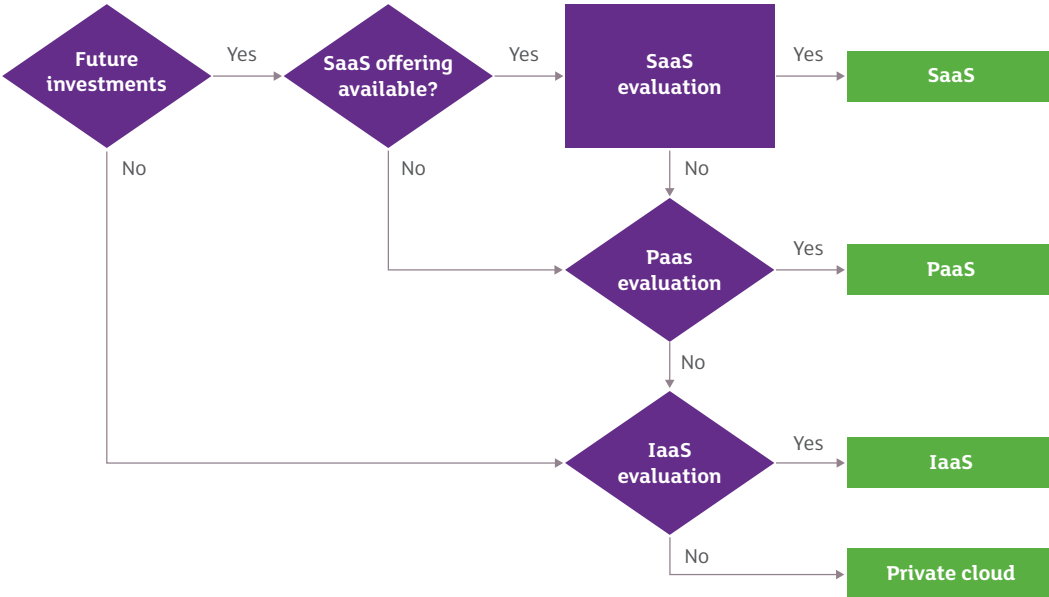 Future
investments
Yes
SaaS offering
available?
Yes
SaaS
evaluation
Yes
SaaS
No
No
No
Paas
evaluation
Yes
PaaS
No
IaaS
evaluation
Yes
IaaS
No
Private cloud